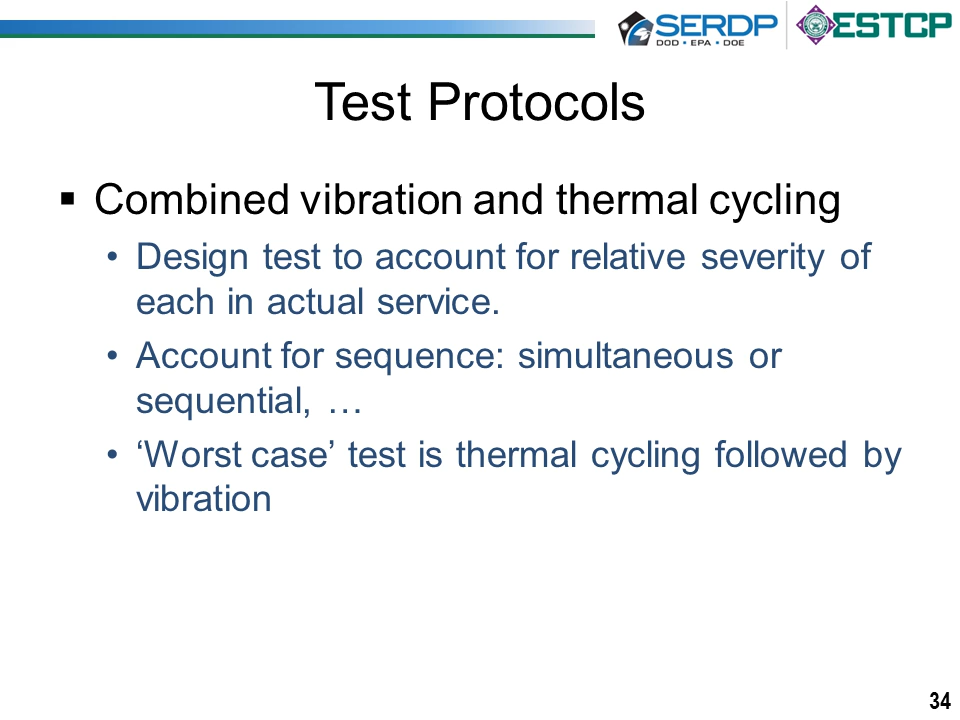 SERDP
DOD • EPA • DOE
ESTCP
Test Protocols
▪ Combined vibration and thermal cycling
• Design test to account for relative severity of
each in actual service.
• Account for sequence: simultaneous or
sequential, …
• ‘Worst case’ test is thermal cycling followed by
vibration
34